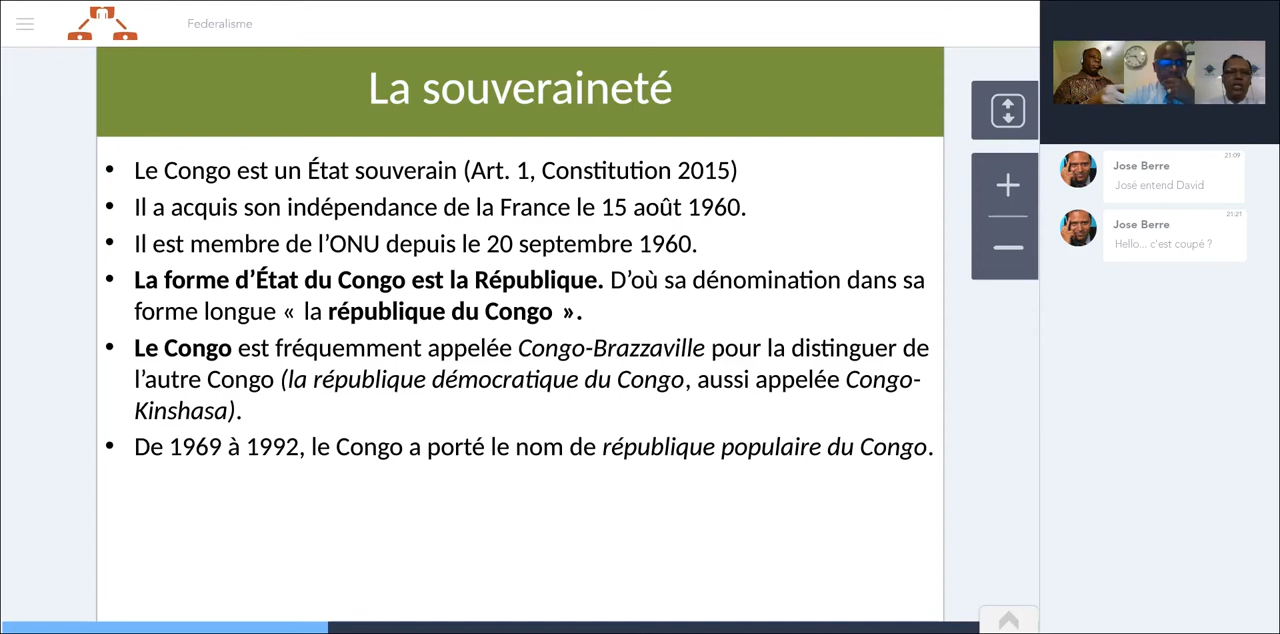 Federalisme
La souveraineté
• Le Congo est un État souverain (Art. 1, Constitution 2015)
• Il a acquis son indépendance de la France le 15 août 1960.
• Il est membre de l’ONU depuis le 20 septembre 1960.
• La forme d’État du Congo est la République. D’où sa dénomination dans sa
forme longue « la république du Congo ».
• Le Congo est fréquemment appelée Congo-Brazzaville pour la distinguer de
l’autre Congo (la république démocratique du Congo, aussi appelée Congo-
Kinshasa).
• De 1969 à 1992, le Congo a porté le nom de république populaire du Congo.
21:09
Jose Berre
José entend David
21:21
Jose Berre
Hello... c'est coupé ?